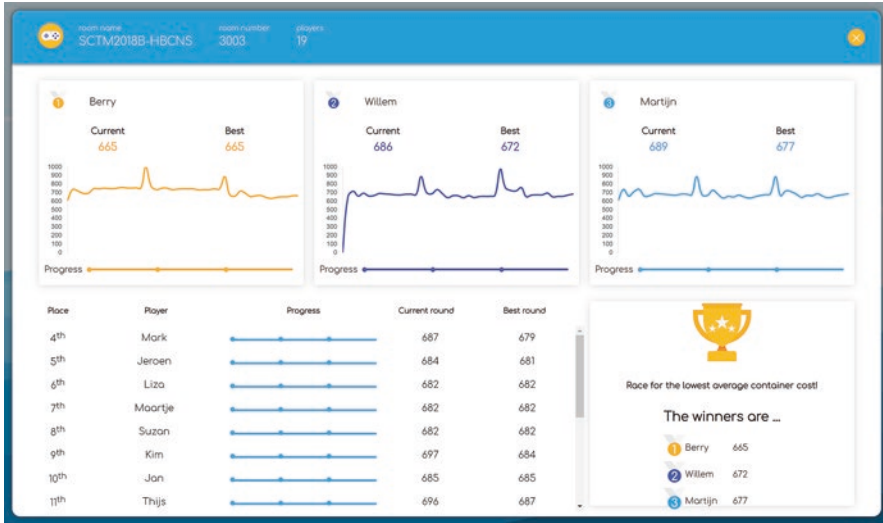 room name room number players
SCTM2018B-HBCNS 3003 19
1 Berry
Current Best
665 665
1000
900
800
700
600
500
400
300
200
100
0
Progress
2 Willem
Current Best
686 672
1000
900
800
700
600
500
400
300
200
100
0
Progress
3 Martijn
Current Best
689 677
1000
900
800
700
600
500
400
300
200
100
0
Progress
Place Player Progress Current round Best round
4th Mark 687 679
5th Jeroen 684 681
6th Liza 682 682
7th Maartje 682 682
8th Suzan 682 682
9th Kim 697 684
10th Jan 685 685
11th Thijs 696 687
Race for the lowest average container cost!
The winners are ...
1 Berry 665
2 Willem 672
3 Martijn 677